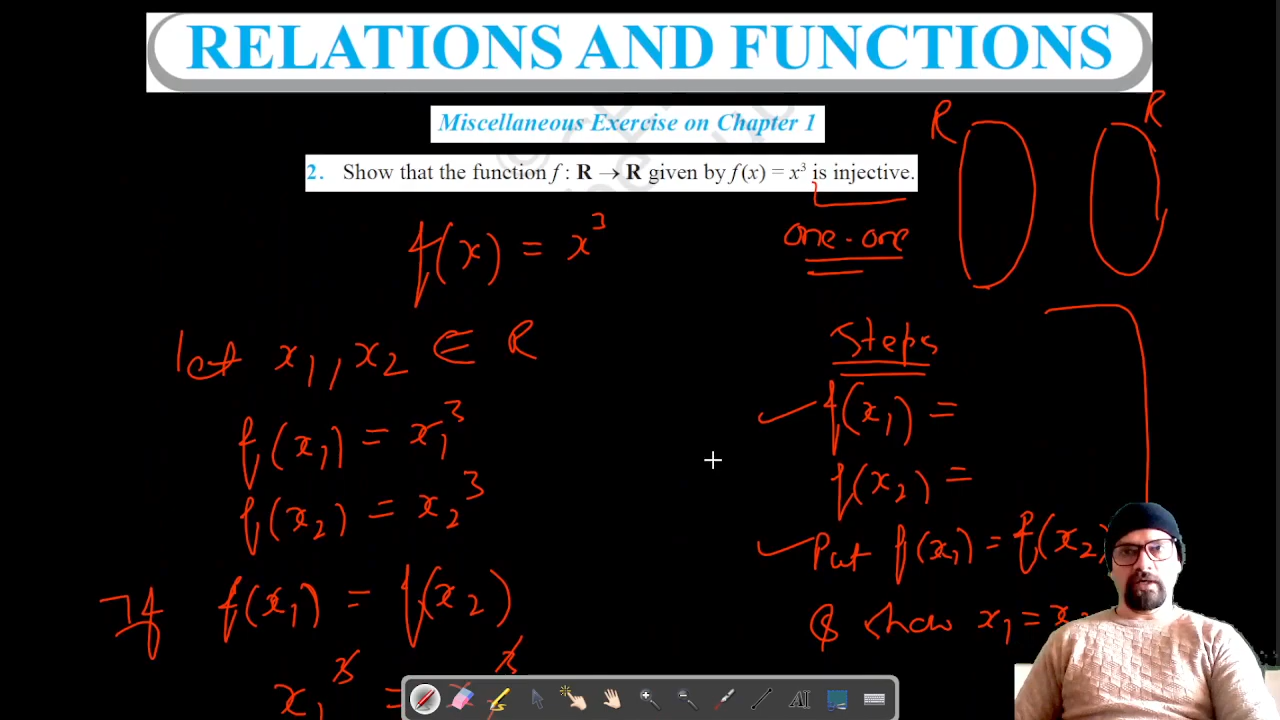 RELATIONS AND FUNCTIONS
Miscellaneous Exercise on Chapter 1
2. Show that the function f : R → R given by f(x) = x³ is injective.
R R
f(x) = x³
one-one
let x₁, x₂ ∈ R
f(x₁) = x₁³
f(x₂) = x₂³
If f(x₁) = f(x₂)
x₁³ =
Steps
f(x₁) =
f(x₂) =
Put f(x₁) = f(x₂)
& show x₁ = x₂
AI